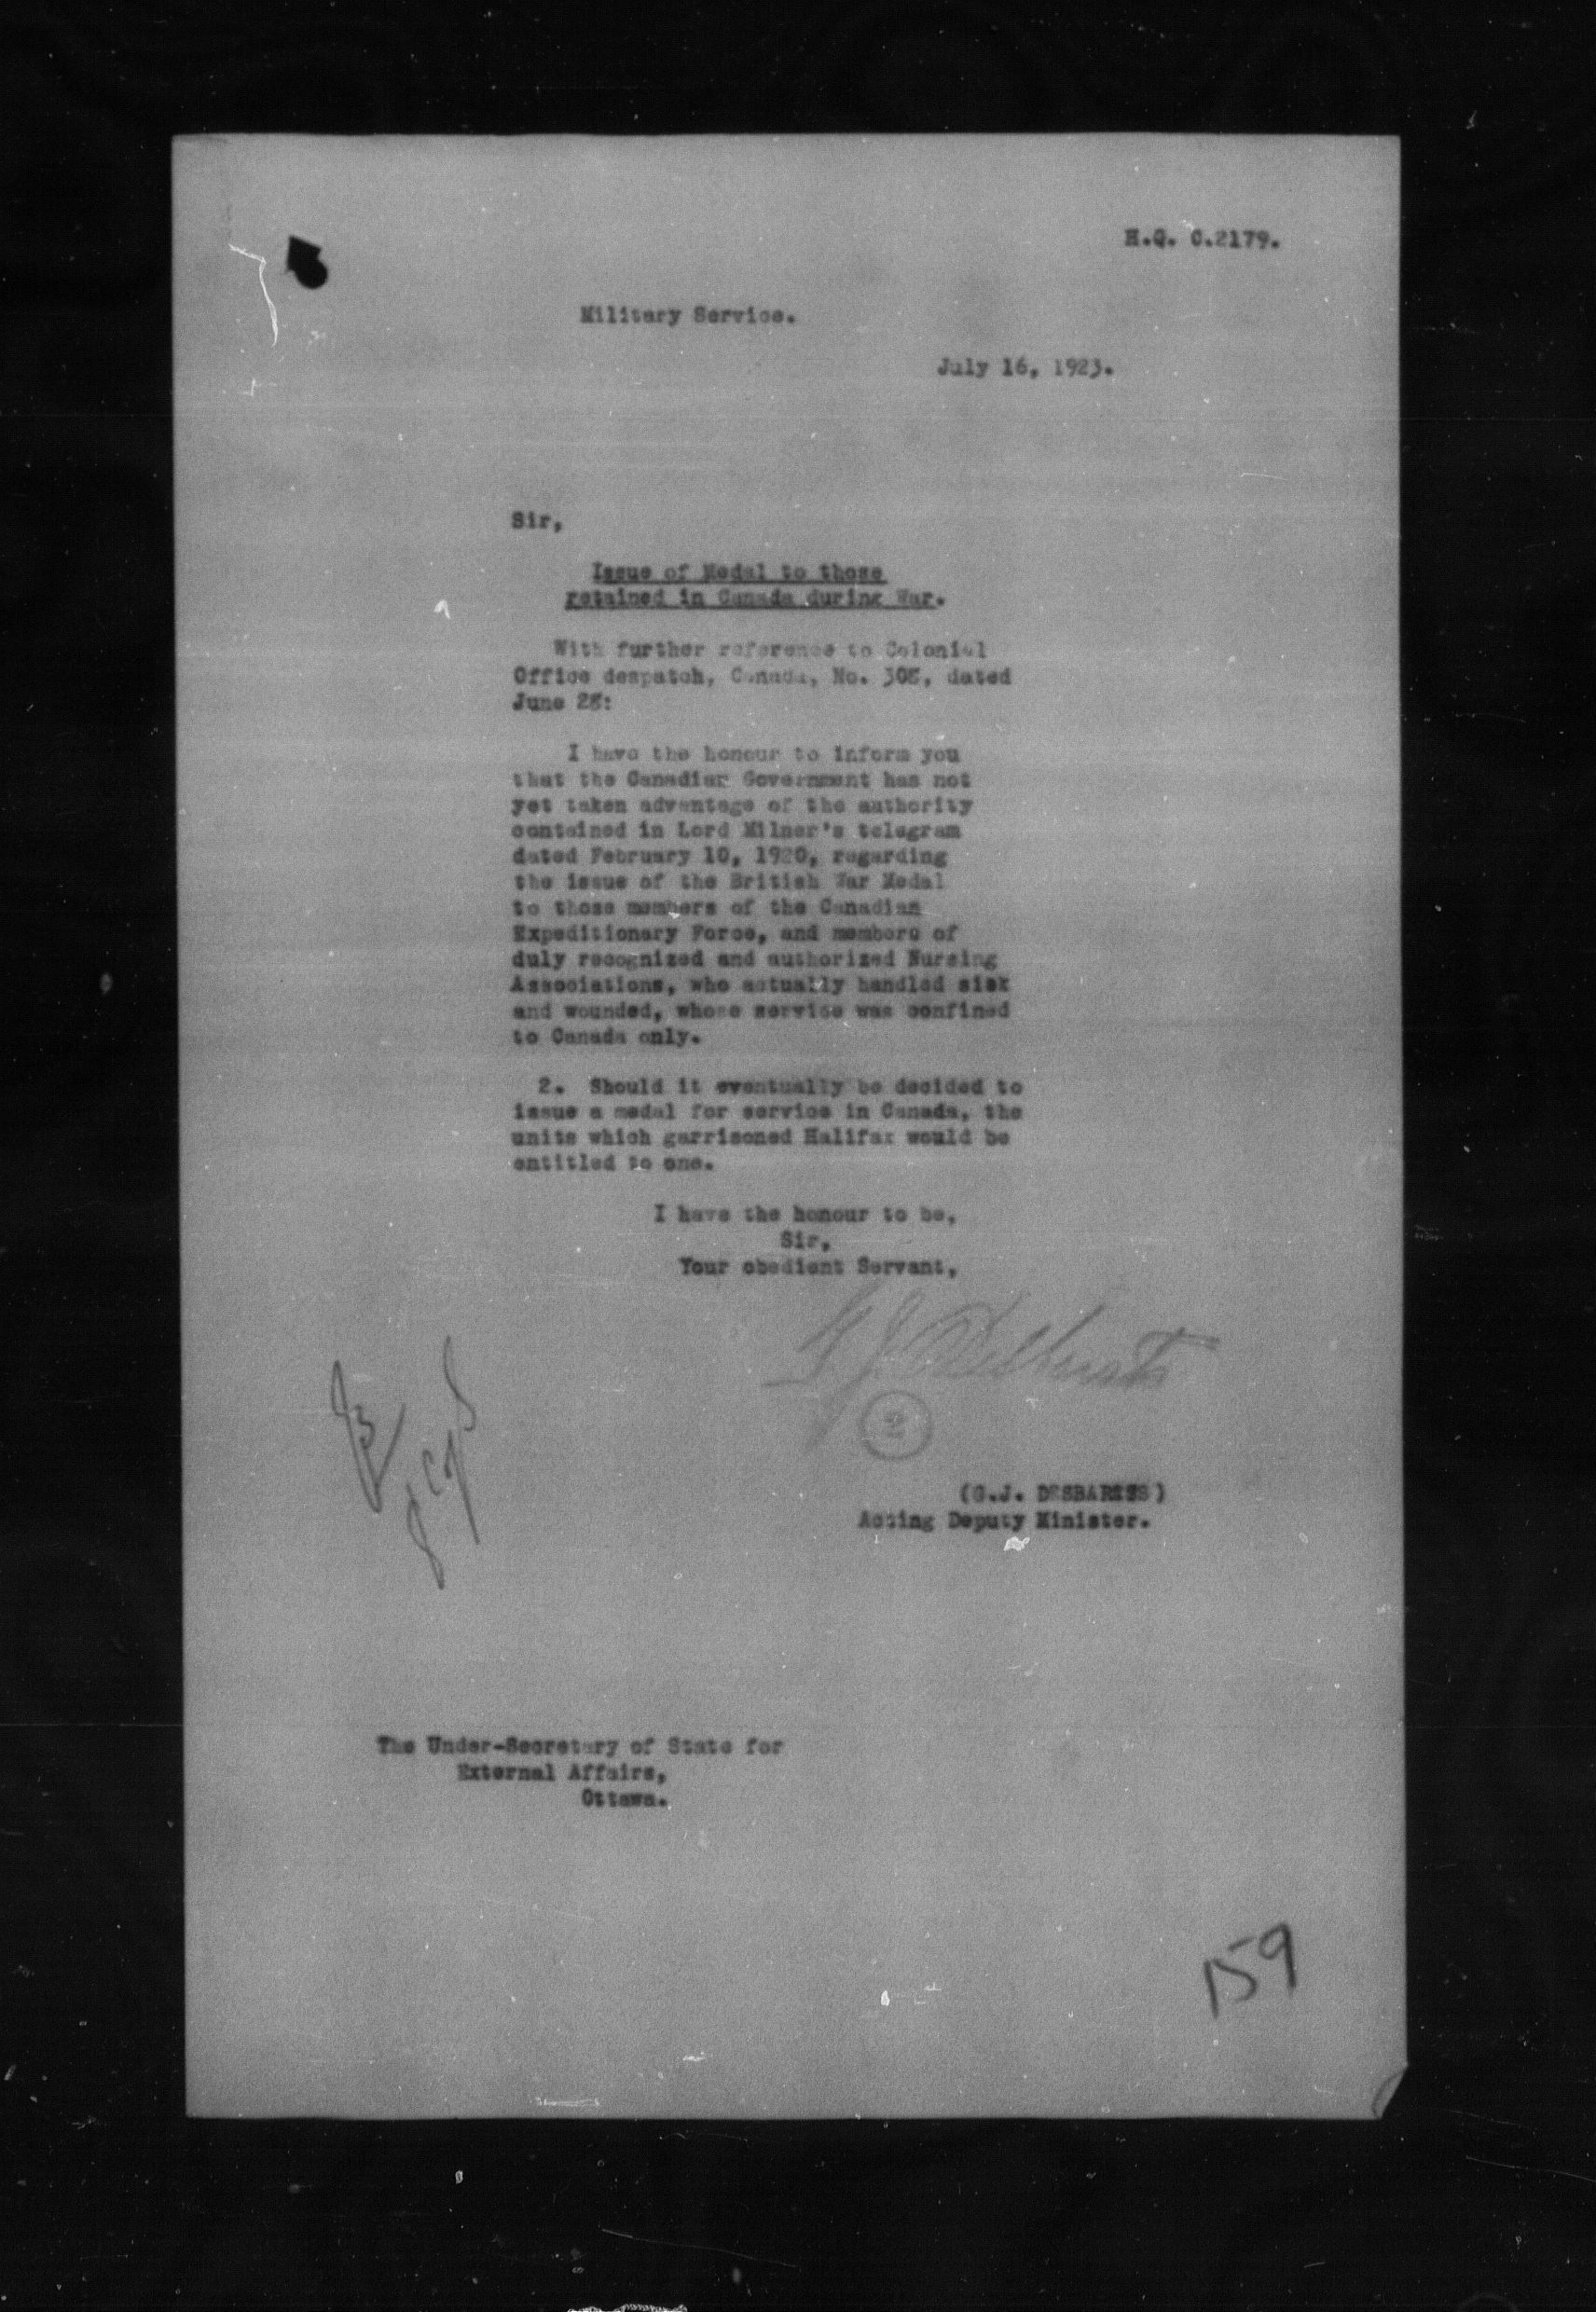 H.Q. C.2179.
Military Service.
July 16, 1923.
Sir,
Issue of Medal to those
retained in Canada during War.
With further reference to Colonial
Office despatch, Canada, No. 308, dated
June 28:
I have the honour to inform you
that the Canadian Government has not
yet taken advantage of the authority
contained in Lord Milner's telegram
dated February 10, 1920, regarding
the issue of the British War Medal
to those members of the Canadian
Expeditionary Force, and members of
duly recognized and authorized Nursing
Associations, who actually handled sick
and wounded, whose service was confined
to Canada only.
2. Should it eventually be decided to
issue a medal for service in Canada, the
units which garrisoned Halifax would be
entitled to one.
I have the honour to be,
Sir,
Your obedient Servant,
G J Desbarats
2
(G.J. DESBARATS)
Acting Deputy Minister.
The Under-Secretary of State for
External Affairs,
Ottawa.
159